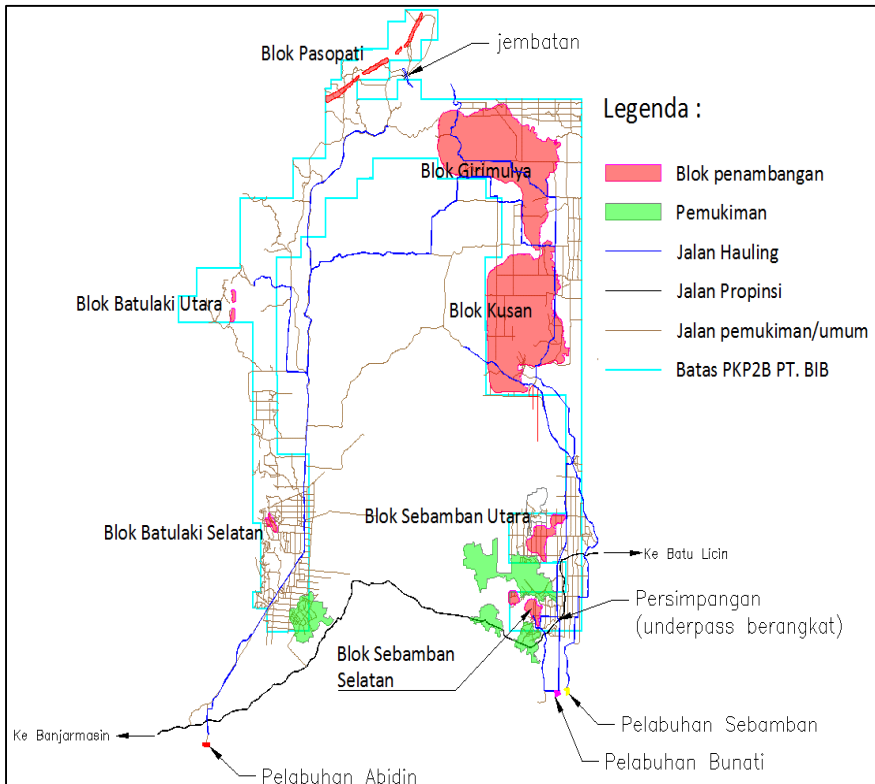 Blok Pasopati
jembatan
Legenda :
Blok Girimulya
Blok penambangan
Pemukiman
Jalan Hauling
Jalan Propinsi
Jalan pemukiman/umum
Batas PKP2B PT. BIB
Blok Batulaki Utara
Blok Kusan
Blok Sebamban Utara
Blok Batulaki Selatan
Ke Batu Licin
Persimpangan
(underpass berangkat)
Blok Sebamban
Selatan
Pelabuhan Sebamban
Ke Banjarmasin
Pelabuhan Bunati
Pelabuhan Abidin